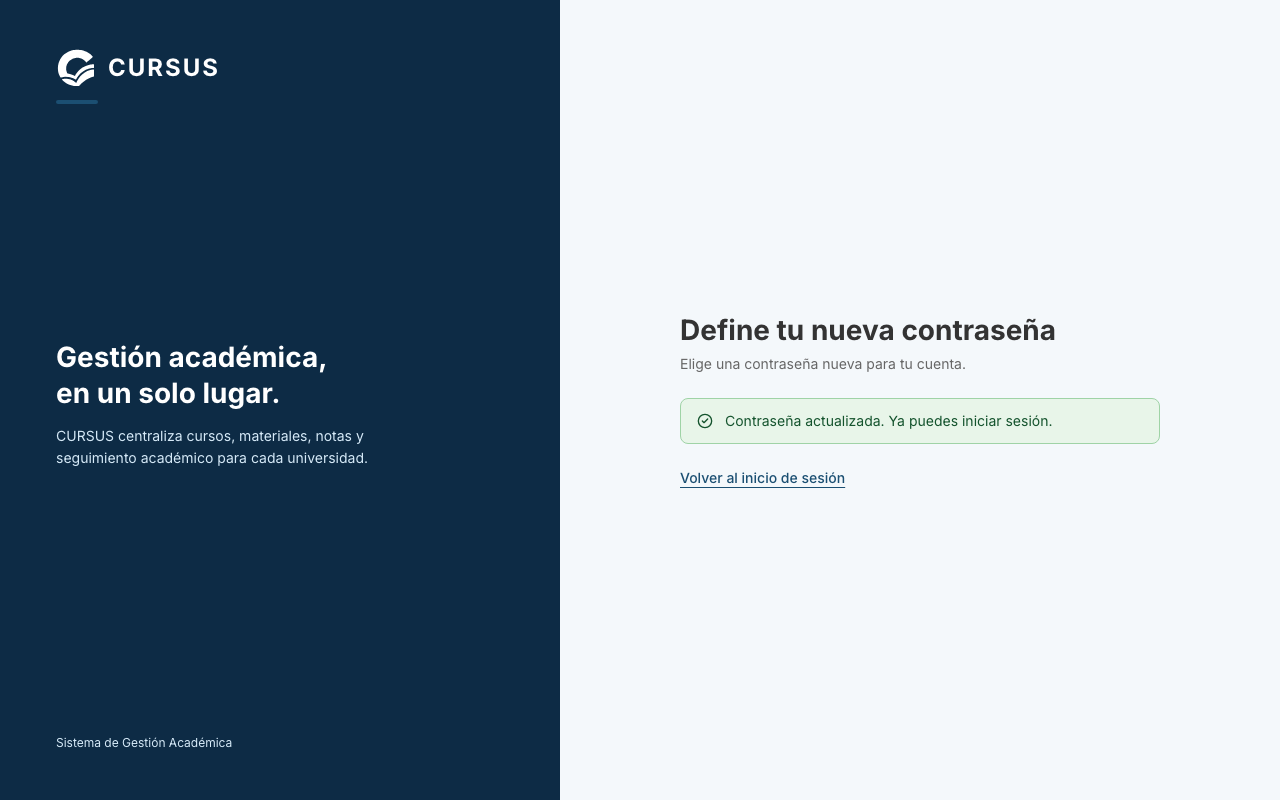 CURSUS
Gestión académica,
en un solo lugar.
CURSUS centraliza cursos, materiales, notas y
seguimiento académico para cada universidad.
Sistema de Gestión Académica
Define tu nueva contraseña
Elige una contraseña nueva para tu cuenta.
Contraseña actualizada. Ya puedes iniciar sesión.
Volver al inicio de sesión